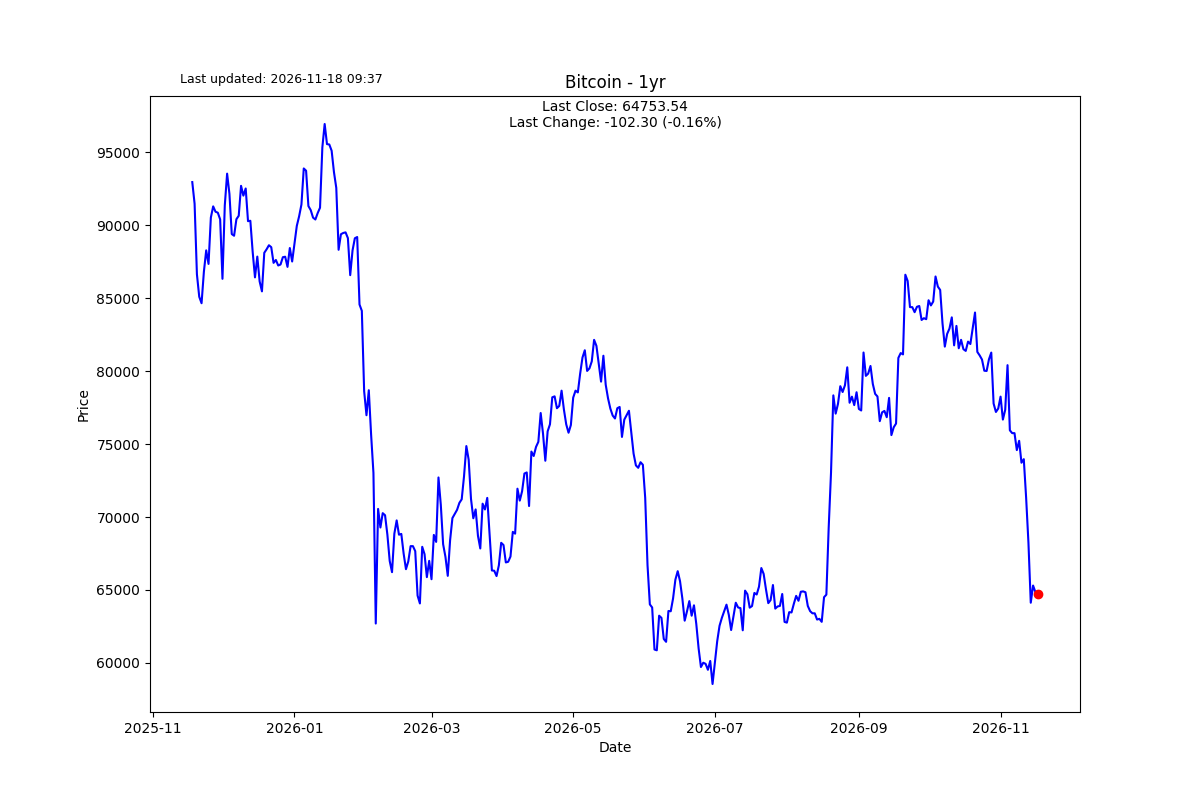 Last updated: 2026-11-18 09:37
Bitcoin - 1yr
Last Close: 64753.54
Last Change: -102.30 (-0.16%)
95000
90000
85000
80000
75000
70000
65000
60000
Price
2025-11
2026-01
2026-03
2026-05
2026-07
2026-09
2026-11
Date